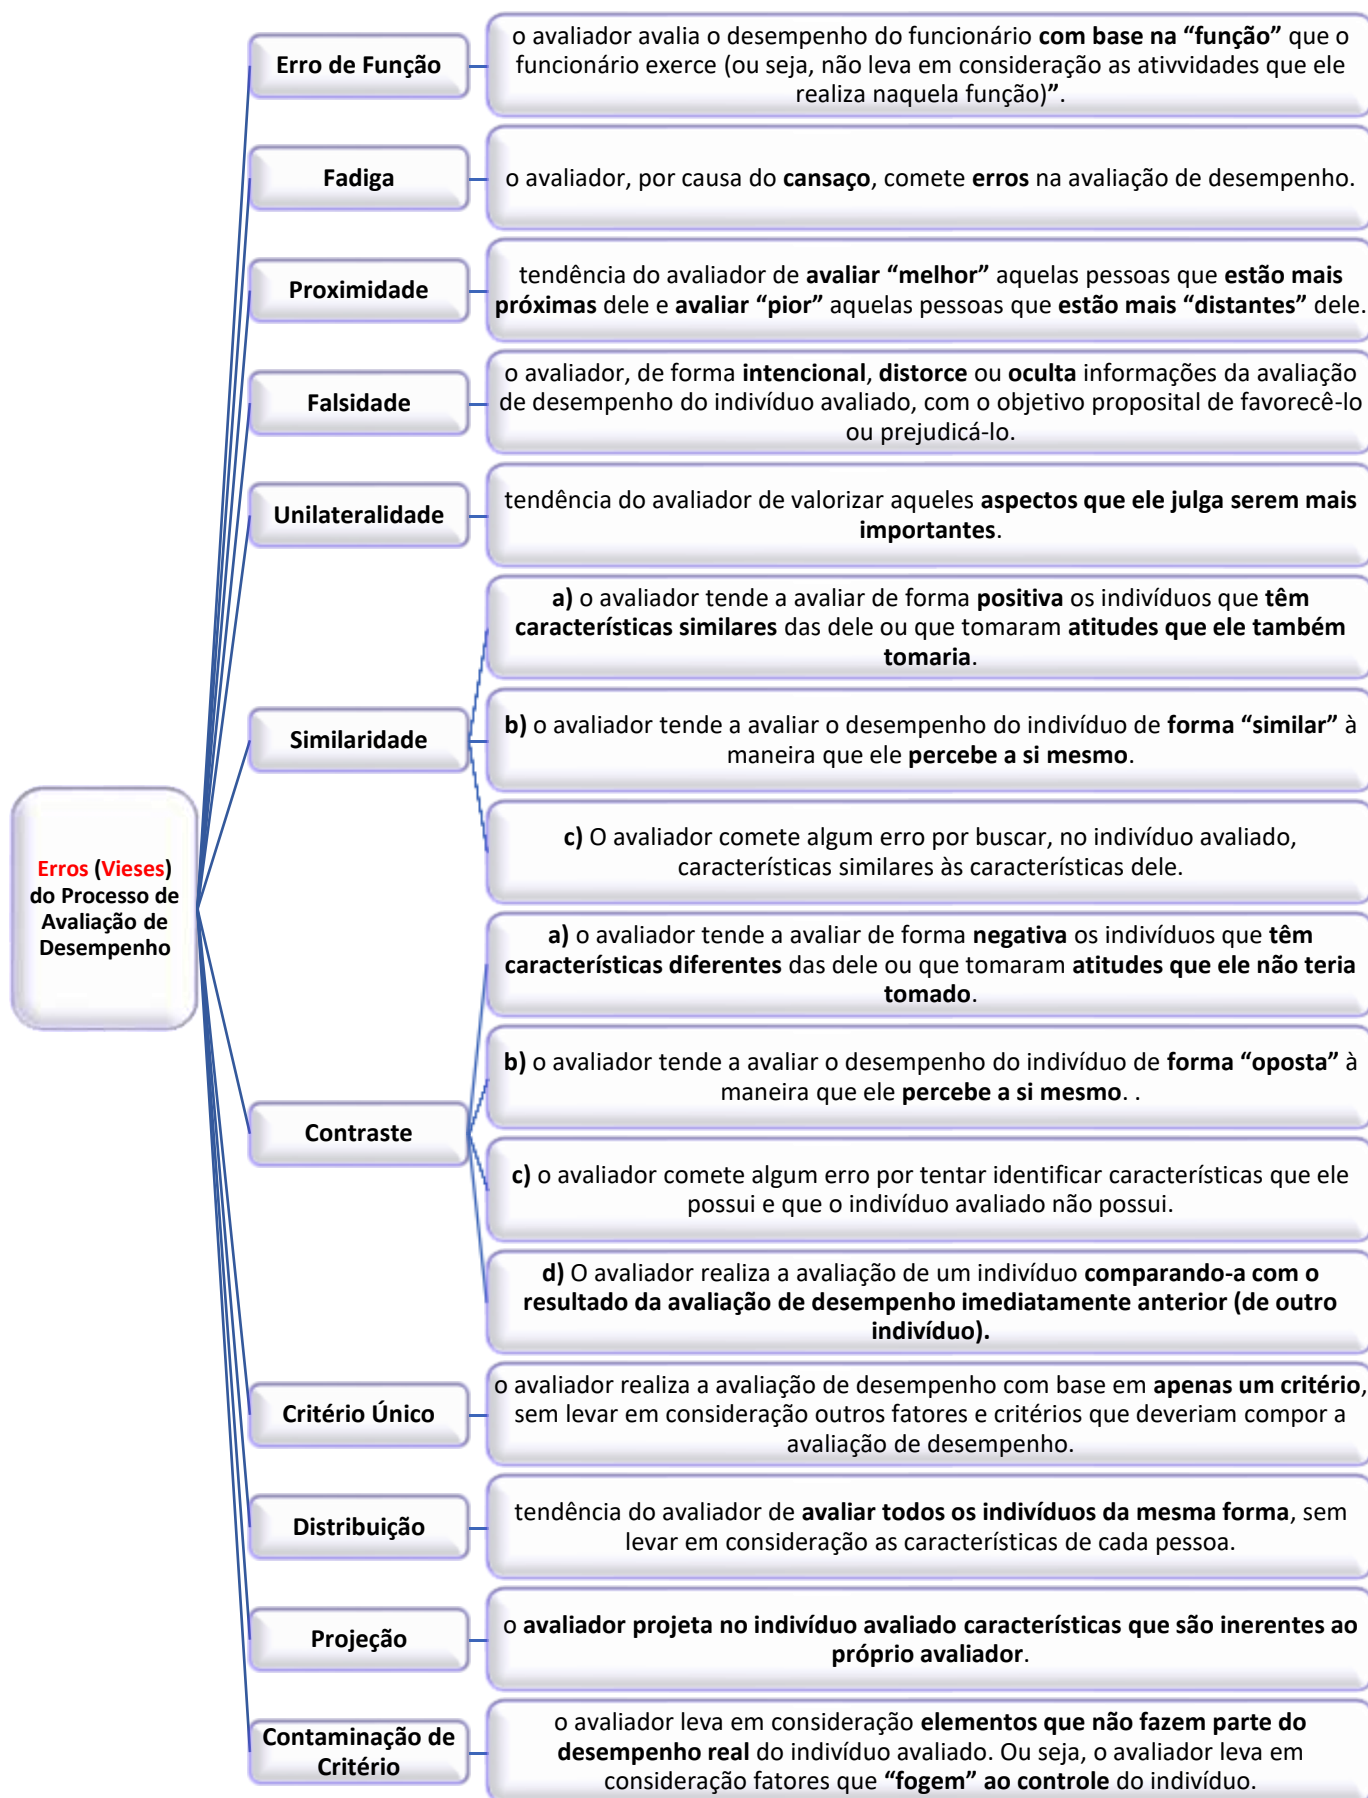 Erros (Vieses)
do Processo de
Avaliação de
Desempenho
Erro de Função
o avaliador avalia o desempenho do funcionário com base na “função” que o
funcionário exerce (ou seja, não leva em consideração as ativvidades que ele
realiza naquela função)”.
Fadiga
o avaliador, por causa do cansaço, comete erros na avaliação de desempenho.
Proximidade
tendência do avaliador de avaliar “melhor” aquelas pessoas que estão mais
próximas dele e avaliar “pior” aquelas pessoas que estão mais “distantes” dele.
Falsidade
o avaliador, de forma intencional, distorce ou oculta informações da avaliação
de desempenho do indivíduo avaliado, com o objetivo proposital de favorecê-lo
ou prejudicá-lo.
Unilateralidade
tendência do avaliador de valorizar aqueles aspectos que ele julga serem mais
importantes.
Similaridade
a) o avaliador tende a avaliar de forma positiva os indivíduos que têm
características similares das dele ou que tomaram atitudes que ele também
tomaria.
b) o avaliador tende a avaliar o desempenho do indivíduo de forma “similar” à
maneira que ele percebe a si mesmo.
c) O avaliador comete algum erro por buscar, no indivíduo avaliado,
características similares às características dele.
Contraste
a) o avaliador tende a avaliar de forma negativa os indivíduos que têm
características diferentes das dele ou que tomaram atitudes que ele não teria
tomado.
b) o avaliador tende a avaliar o desempenho do indivíduo de forma “oposta” à
maneira que ele percebe a si mesmo. .
c) o avaliador comete algum erro por tentar identificar características que ele
possui e que o indivíduo avaliado não possui.
d) O avaliador realiza a avaliação de um indivíduo comparando-a com o
resultado da avaliação de desempenho imediatamente anterior (de outro
indivíduo).
Critério Único
o avaliador realiza a avaliação de desempenho com base em apenas um critério,
sem levar em consideração outros fatores e critérios que deveriam compor a
avaliação de desempenho.
Distribuição
tendência do avaliador de avaliar todos os indivíduos da mesma forma, sem
levar em consideração as características de cada pessoa.
Projeção
o avaliador projeta no indivíduo avaliado características que são inerentes ao
próprio avaliador.
Contaminação de
Critério
o avaliador leva em consideração elementos que não fazem parte do
desempenho real do indivíduo avaliado. Ou seja, o avaliador leva em
consideração fatores que “fogem” ao controle do indivíduo.